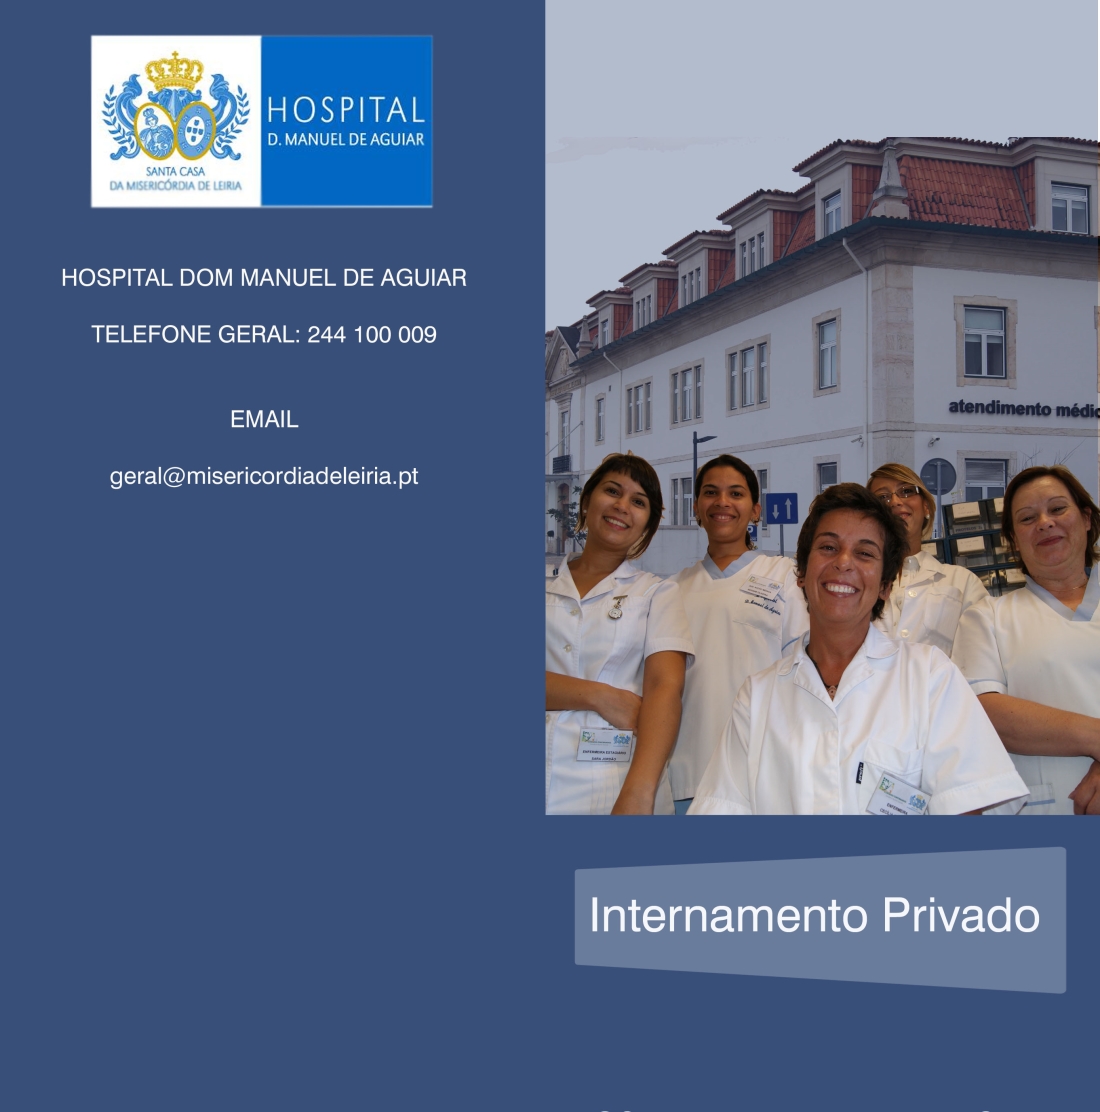 HOSPITAL
D. MANUEL DE AGUIAR
SANTA CASA
DA MISERICÓRDIA DE LEIRIA
HOSPITAL DOM MANUEL DE AGUIAR
TELEFONE GERAL: 244 100 009
EMAIL
geral@misericordiadeleiria.pt
atendimento médic
ENFERMEIRA
Internamento Privado